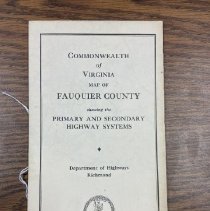 COMMONWEALTH
of
VIRGINIA
MAP OF
FAUQUIER COUNTY
showing the
PRIMARY AND SECONDARY
HIGHWAY SYSTEMS
Department of Highways
Richmond